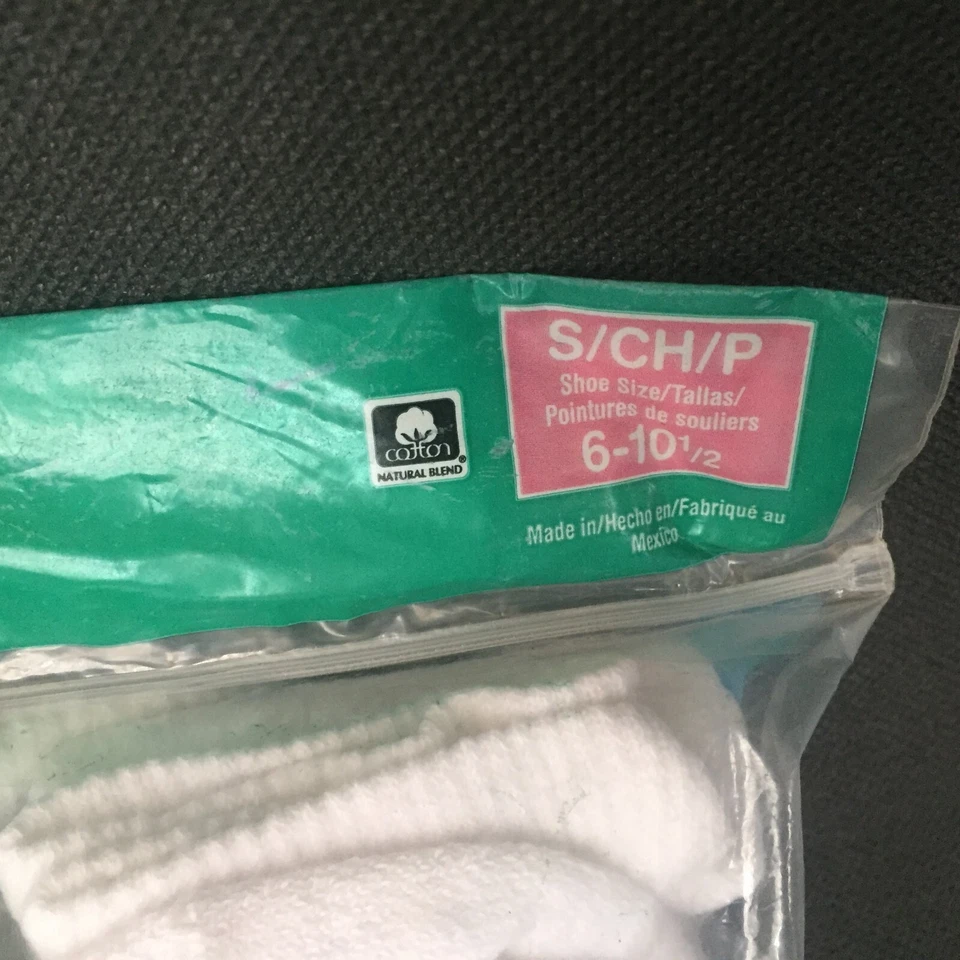 S/CH/P
Shoe Size/Tallas/
Pointures de souliers
6-10 1/2
cotton
®
NATURAL BLEND
Made in/Hecho en/Fabriqué au
Mexico